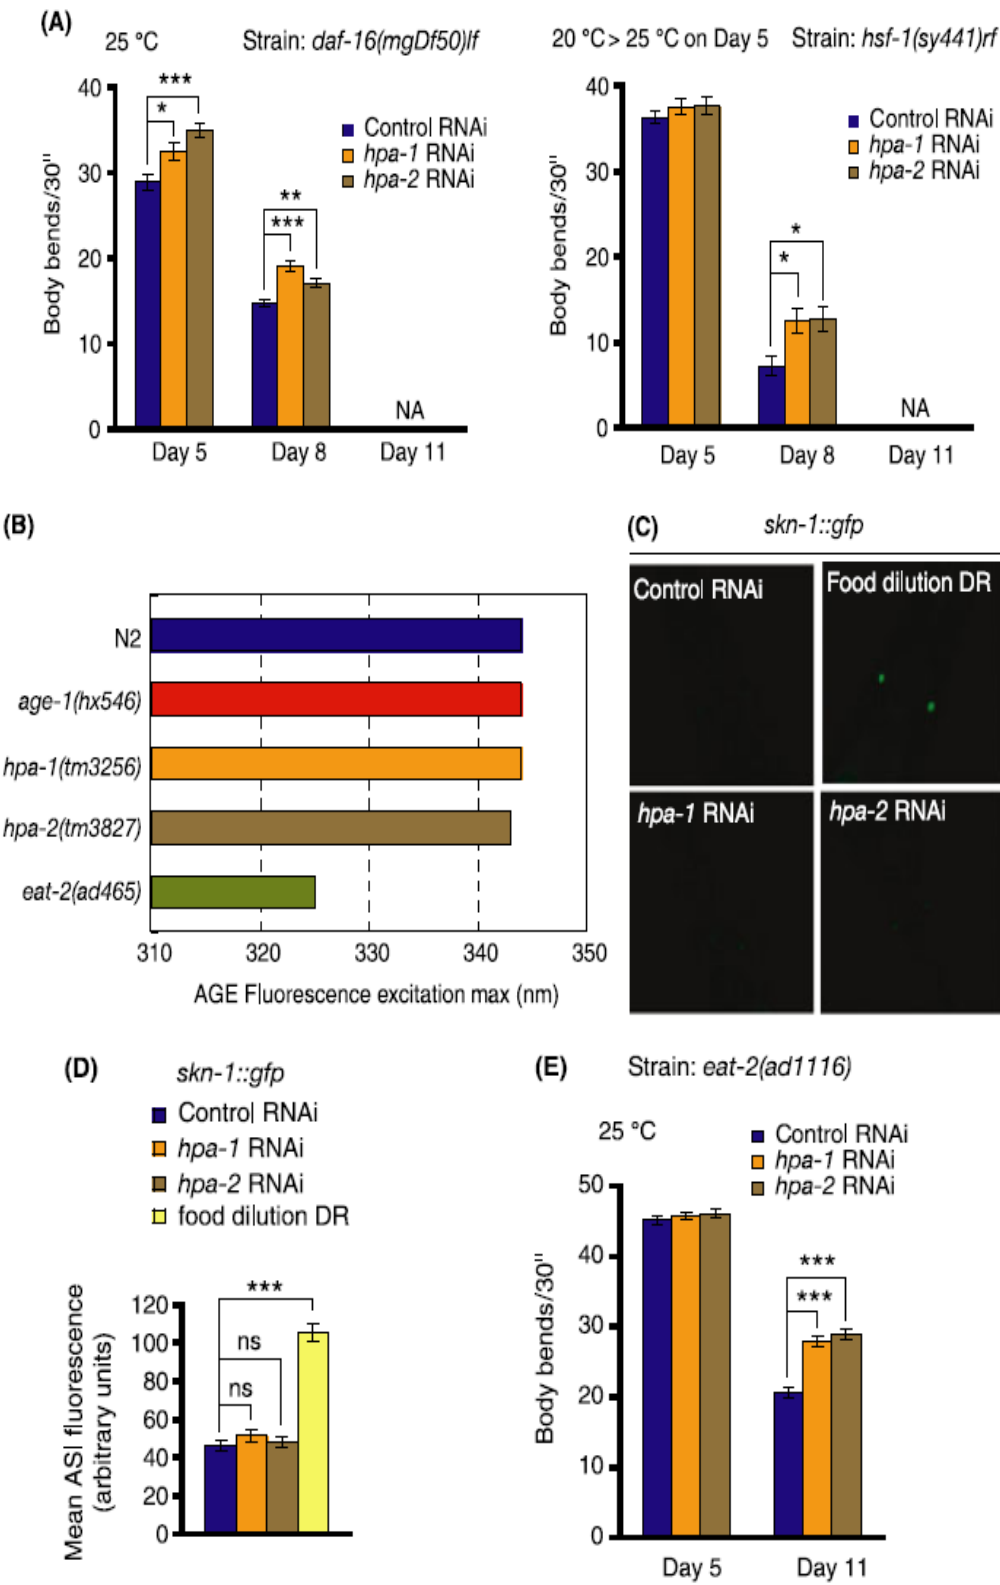 (A)
25 °C
Strain: daf-16(mgDf50)lf
***
*
**
***
Control RNAi
hpa-1 RNAi
hpa-2 RNAi
Body bends/30"
40
30
20
10
0
NA
Day 5
Day 8
Day 11
20 °C > 25 °C on Day 5
Strain: hsf-1(sy441)rf
Control RNAi
hpa-1 RNAi
hpa-2 RNAi
*
*
Body bends/30"
40
30
20
10
0
NA
Day 5
Day 8
Day 11
(B)
N2
age-1(hx546)
hpa-1(tm3256)
hpa-2(tm3827)
eat-2(ad465)
310
320
330
340
350
AGE Fluorescence excitation max (nm)
(C)
skn-1::gfp
Control RNAi
Food dilution DR
hpa-1 RNAi
hpa-2 RNAi
(D)
skn-1::gfp
Control RNAi
hpa-1 RNAi
hpa-2 RNAi
food dilution DR
***
ns
ns
Mean ASI fluorescence
(arbitrary units)
120
100
80
60
40
20
0
(E)
Strain: eat-2(ad1116)
25 °C
Control RNAi
hpa-1 RNAi
hpa-2 RNAi
***
***
Body bends/30"
50
40
30
20
10
0
Day 5
Day 11